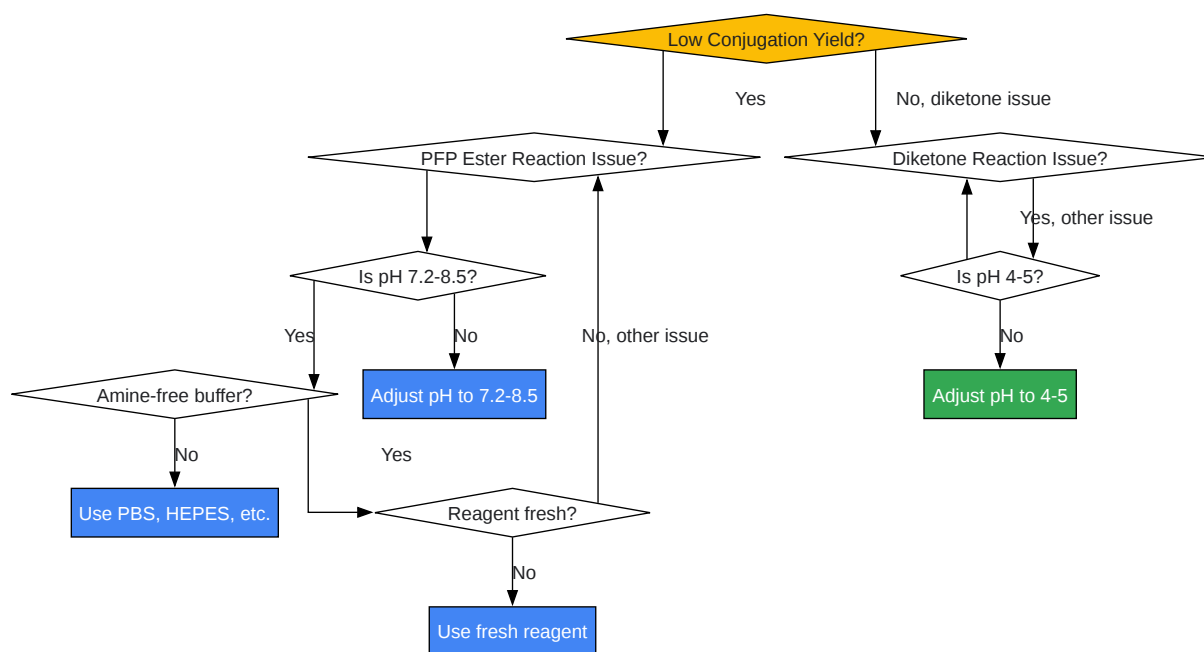 Low Conjugation Yield?
Yes
No, diketone issue
PFP Ester Reaction Issue?
Diketone Reaction Issue?
Yes, other issue
Is pH 7.2-8.5?
Is pH 4-5?
Yes
No
No, other issue
No
Amine-free buffer?
Adjust pH to 7.2-8.5
Adjust pH to 4-5
No
Yes
Use PBS, HEPES, etc.
Reagent fresh?
No
Use fresh reagent